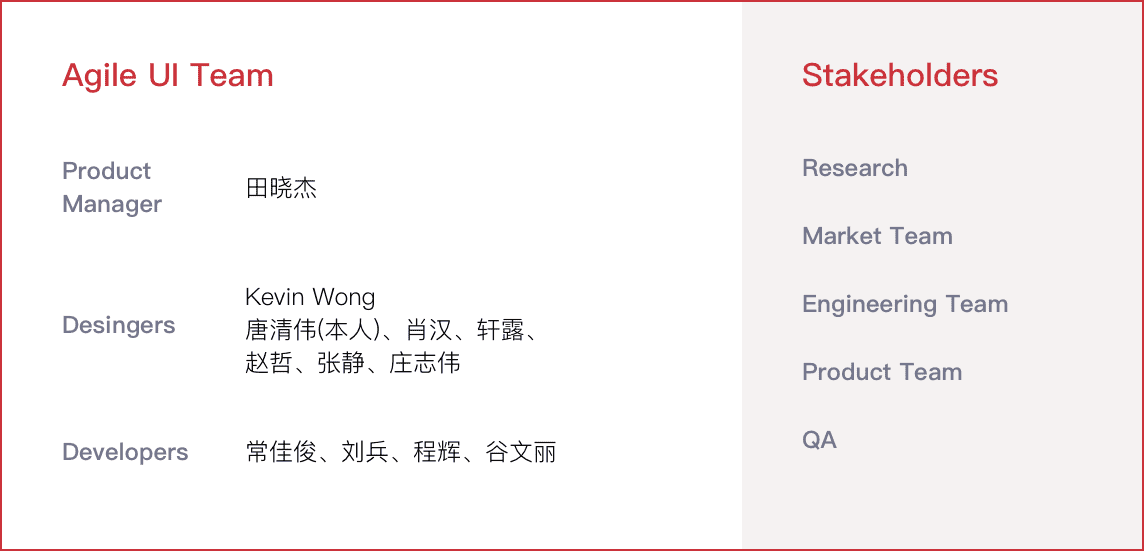 Agile UI Team
Product
Manager
田晓杰
Desingers
Kevin Wong
唐清伟(本人)、肖汉、轩露、
赵哲、张静、庄志伟
Developers
常佳俊、刘兵、程辉、谷文丽
Stakeholders
Research
Market Team
Engineering Team
Product Team
QA